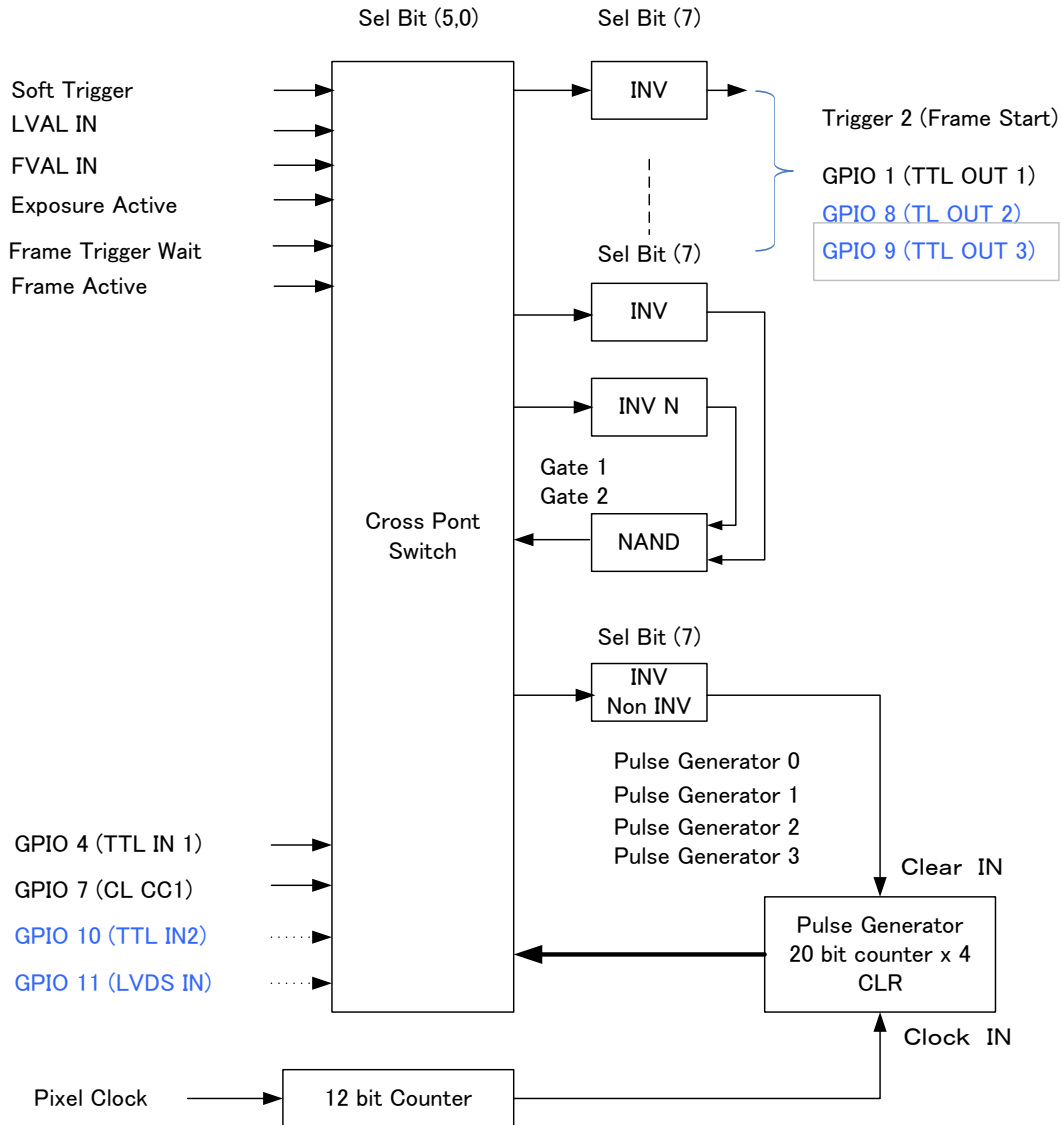 Sel Bit (5,0)
Sel Bit (7)
Soft Trigger
LVAL IN
FVAL IN
Exposure Active
Frame Trigger Wait
Frame Active
INV
Trigger 2 (Frame Start)
GPIO 1 (TTL OUT 1)
GPIO 8 (TL OUT 2)
GPIO 9 (TTL OUT 3)
Sel Bit (7)
INV
INV N
Gate 1
Gate 2
NAND
Cross Pont
Switch
Sel Bit (7)
INV
Non INV
Pulse Generator 0
Pulse Generator 1
Pulse Generator 2
Pulse Generator 3
GPIO 4 (TTL IN 1)
GPIO 7 (CL CC1)
GPIO 10 (TTL IN2)
GPIO 11 (LVDS IN)
Clear IN
Pulse Generator
20 bit counter x 4
CLR
Clock IN
Pixel Clock
12 bit Counter